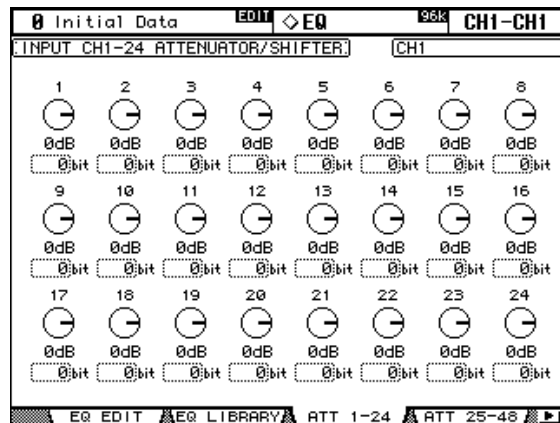 0 Initial Data EDIT ◇EQ 96k CH1-CH1
INPUT CH1-24 ATTENUATOR/SHIFTER CH1
1 2 3 4 5 6 7 8
0dB 0dB 0dB 0dB 0dB 0dB 0dB 0dB
0bit 0bit 0bit 0bit 0bit 0bit 0bit 0bit
9 10 11 12 13 14 15 16
0dB 0dB 0dB 0dB 0dB 0dB 0dB 0dB
0bit 0bit 0bit 0bit 0bit 0bit 0bit 0bit
17 18 19 20 21 22 23 24
0dB 0dB 0dB 0dB 0dB 0dB 0dB 0dB
0bit 0bit 0bit 0bit 0bit 0bit 0bit 0bit
EQ EDIT EQ LIBRARY ATT 1-24 ATT 25-48